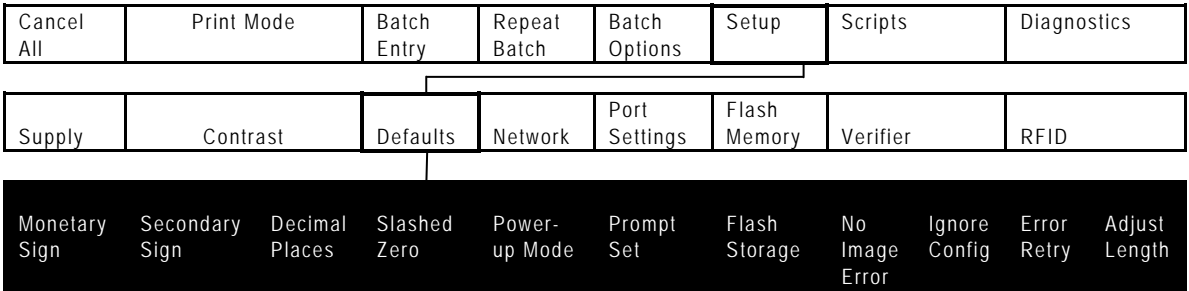 Cancel All Print Mode Batch Entry Repeat Batch Batch Options Setup Scripts Diagnostics
Supply Contrast Defaults Network Port Settings Flash Memory Verifier RFID
Monetary Sign Secondary Sign Decimal Places Slashed Zero Power-up Mode Prompt Set Flash Storage No Image Error Ignore Config Error Retry Adjust Length